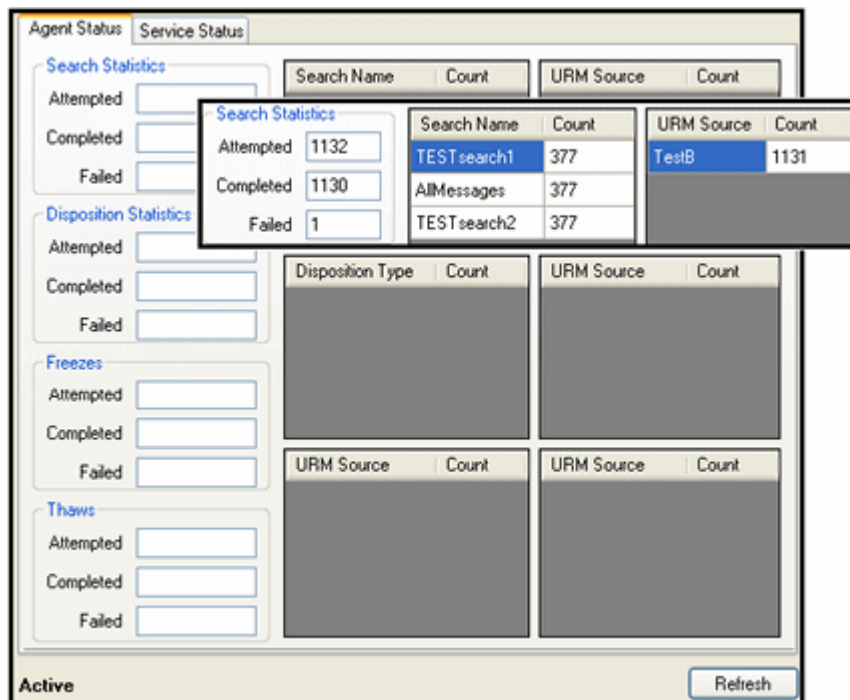 Agent Status Service Status
Search Statistics
Attempted
Completed
Failed
Search Name Count
URM Source Count
Search Statistics
Attempted 1132
Completed 1130
Failed 1
Search Name Count
TESTsearch1 377
AllMessages 377
TESTsearch2 377
URM Source Count
TestB 1131
Disposition Statistics
Attempted
Completed
Failed
Disposition Type Count
URM Source Count
Freezes
Attempted
Completed
Failed
URM Source Count
URM Source Count
Thaws
Attempted
Completed
Failed
Active
Refresh